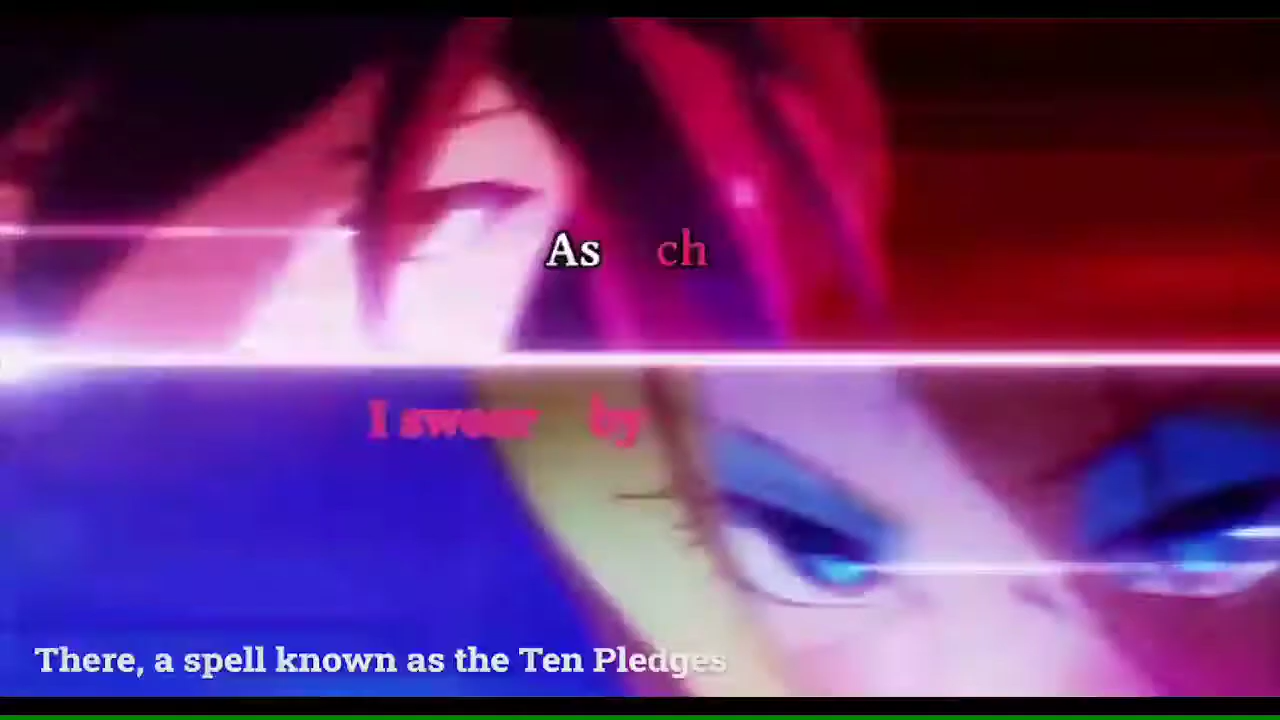 As ch
I swear by
There, a spell known as the Ten Pledges